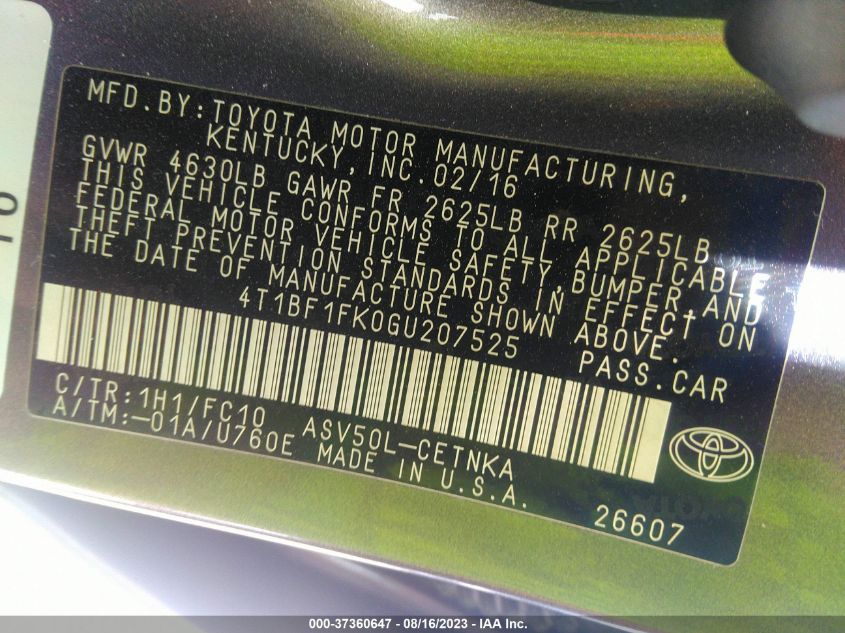 MFD.BY:TOYOTA MOTOR MANUFACTURING,
KENTUCKY,INC.02/16
GVWR 4630LB GAWR FR 2625LB RR 2625LB
THIS VEHICLE CONFORMS TO ALL APPLICABLE
FEDERAL MOTOR VEHICLE SAFETY,BUMPER,AND
THEFT PREVENTION STANDARDS IN EFFECT ON
THE DATE OF MANUFACTURE SHOWN ABOVE.
4T1BF1FK0GU207525 PASS.CAR
C/TR:1H1/FC10 ASV50L-CETNKA
A/TM:-01A/U760E MADE IN U.S.A.
26607
000-37360647 - 08/16/2023 - IAA Inc.